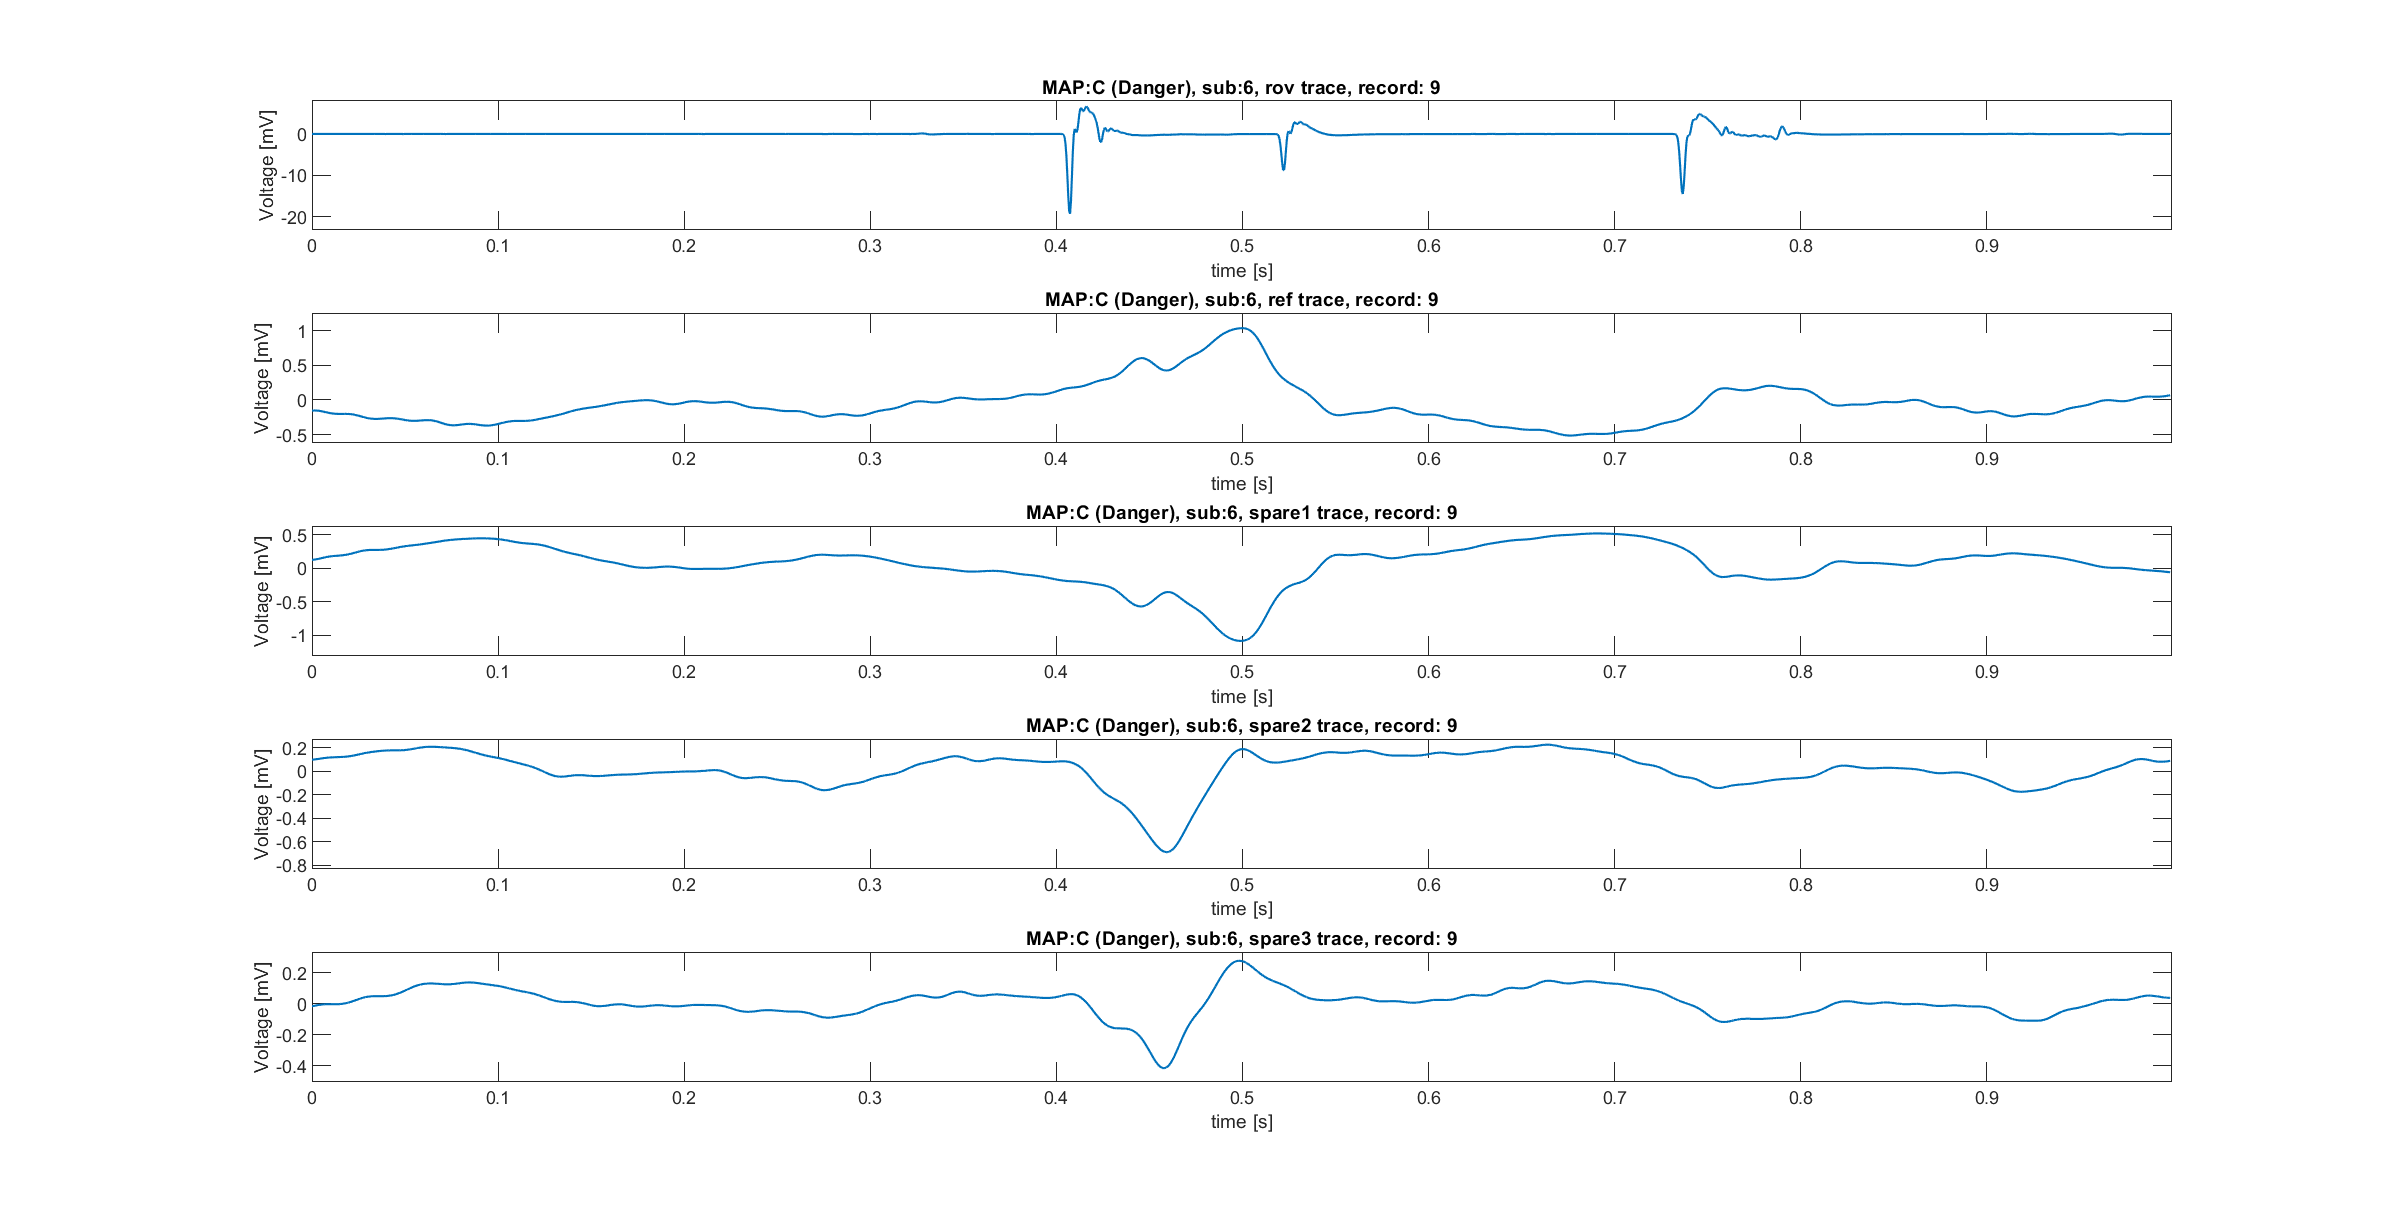 MAP:C (Danger), sub:6, rov trace, record: 9
Voltage [mV]
0
-10
-20
0 0.1 0.2 0.3 0.4 0.5 0.6 0.7 0.8 0.9
time [s]
MAP:C (Danger), sub:6, ref trace, record: 9
Voltage [mV]
1
0.5
0
-0.5
0 0.1 0.2 0.3 0.4 0.5 0.6 0.7 0.8 0.9
time [s]
MAP:C (Danger), sub:6, spare1 trace, record: 9
Voltage [mV]
0.5
0
-0.5
-1
0 0.1 0.2 0.3 0.4 0.5 0.6 0.7 0.8 0.9
time [s]
MAP:C (Danger), sub:6, spare2 trace, record: 9
Voltage [mV]
0.2
0
-0.2
-0.4
-0.6
-0.8
0 0.1 0.2 0.3 0.4 0.5 0.6 0.7 0.8 0.9
time [s]
MAP:C (Danger), sub:6, spare3 trace, record: 9
Voltage [mV]
0.2
0
-0.2
-0.4
0 0.1 0.2 0.3 0.4 0.5 0.6 0.7 0.8 0.9
time [s]